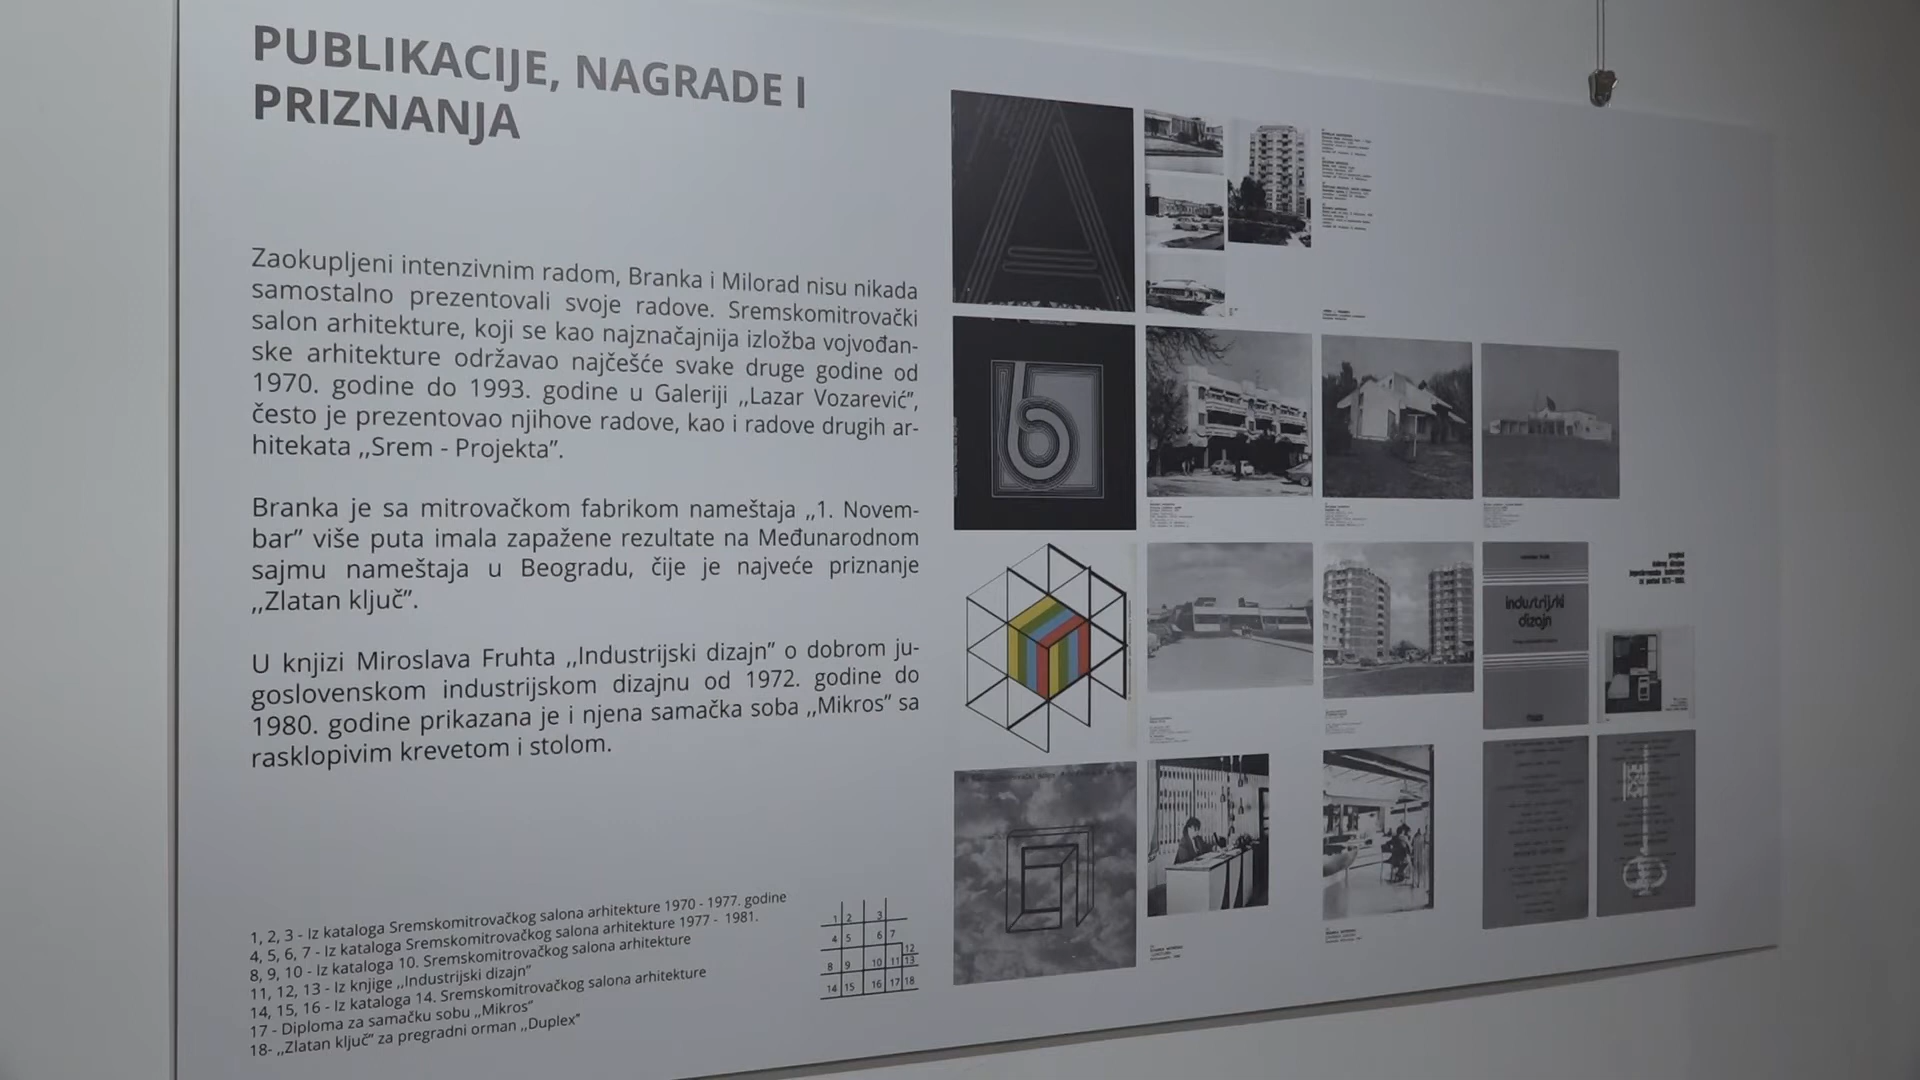 PUBLIKACIJE, NAGRADE I
PRIZNANJA
Zaokupljeni intenzivnim radom, Branka i Milorad nisu nikada
samostalno prezentovali svoje radove. Sremskomitrovački
salon arhitekture, koji se kao najznačajnija izložba vojvođan-
ske arhitekture održavao najčešće svake druge godine od
1970. godine do 1993. godine u Galeriji ,,Lazar Vozarević”,
često je prezentovao njihove radove, kao i radove drugih ar-
hitekata ,,Srem - Projekta”.
Branka je sa mitrovačkom fabrikom nameštaja ,,1. Novem-
bar” više puta imala zapažene rezultate na Međunarodnom
sajmu nameštaja u Beogradu, čije je najveće priznanje
,,Zlatan ključ”.
U knjizi Miroslava Fruhta ,,Industrijski dizajn” o dobrom ju-
goslovenskom industrijskom dizajnu od 1972. godine do
1980. godine prikazana je i njena samačka soba ,,Mikros” sa
rasklopivim krevetom i stolom.
1, 2, 3 - Iz kataloga Sremskomitrovačkog salona arhitekture 1970 - 1977. godine
4, 5, 6, 7 - Iz kataloga Sremskomitrovačkog salona arhitekture 1977 - 1981.
8, 9, 10 - Iz kataloga 10. Sremskomitrovačkog salona arhitekture
11, 12, 13 - Iz knjige ,,Industrijski dizajn”
14, 15, 16 - Iz kataloga 14. Sremskomitrovačkog salona arhitekture
17 - Diploma za samačku sobu ,,Mikros”
18- ,,Zlatan ključ” za pregradni orman ,,Duplex”
1 2 3
4 5 6 7
12
8 9 10 11 13
14 15 16 17 18
industrijski
dizajn